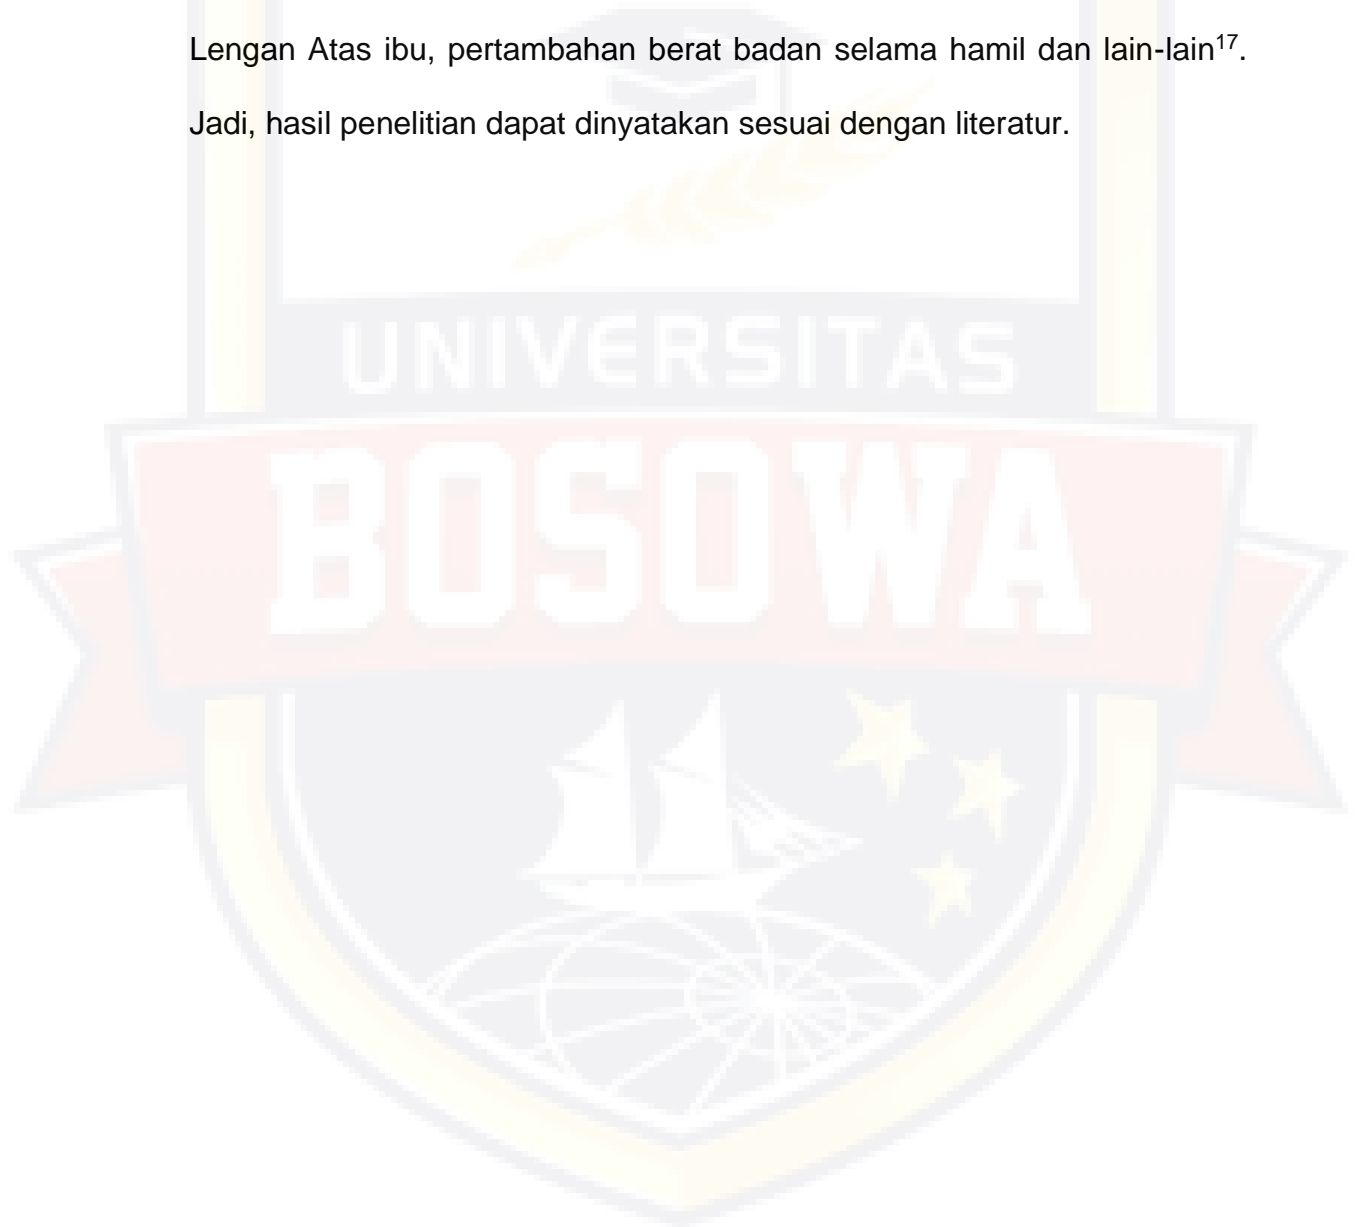 Lengan Atas ibu, pertambahan berat badan selama hamil dan lain-lain¹⁷.
Jadi, hasil penelitian dapat dinyatakan sesuai dengan literatur.
UNIVERSITAS
BOSOWA